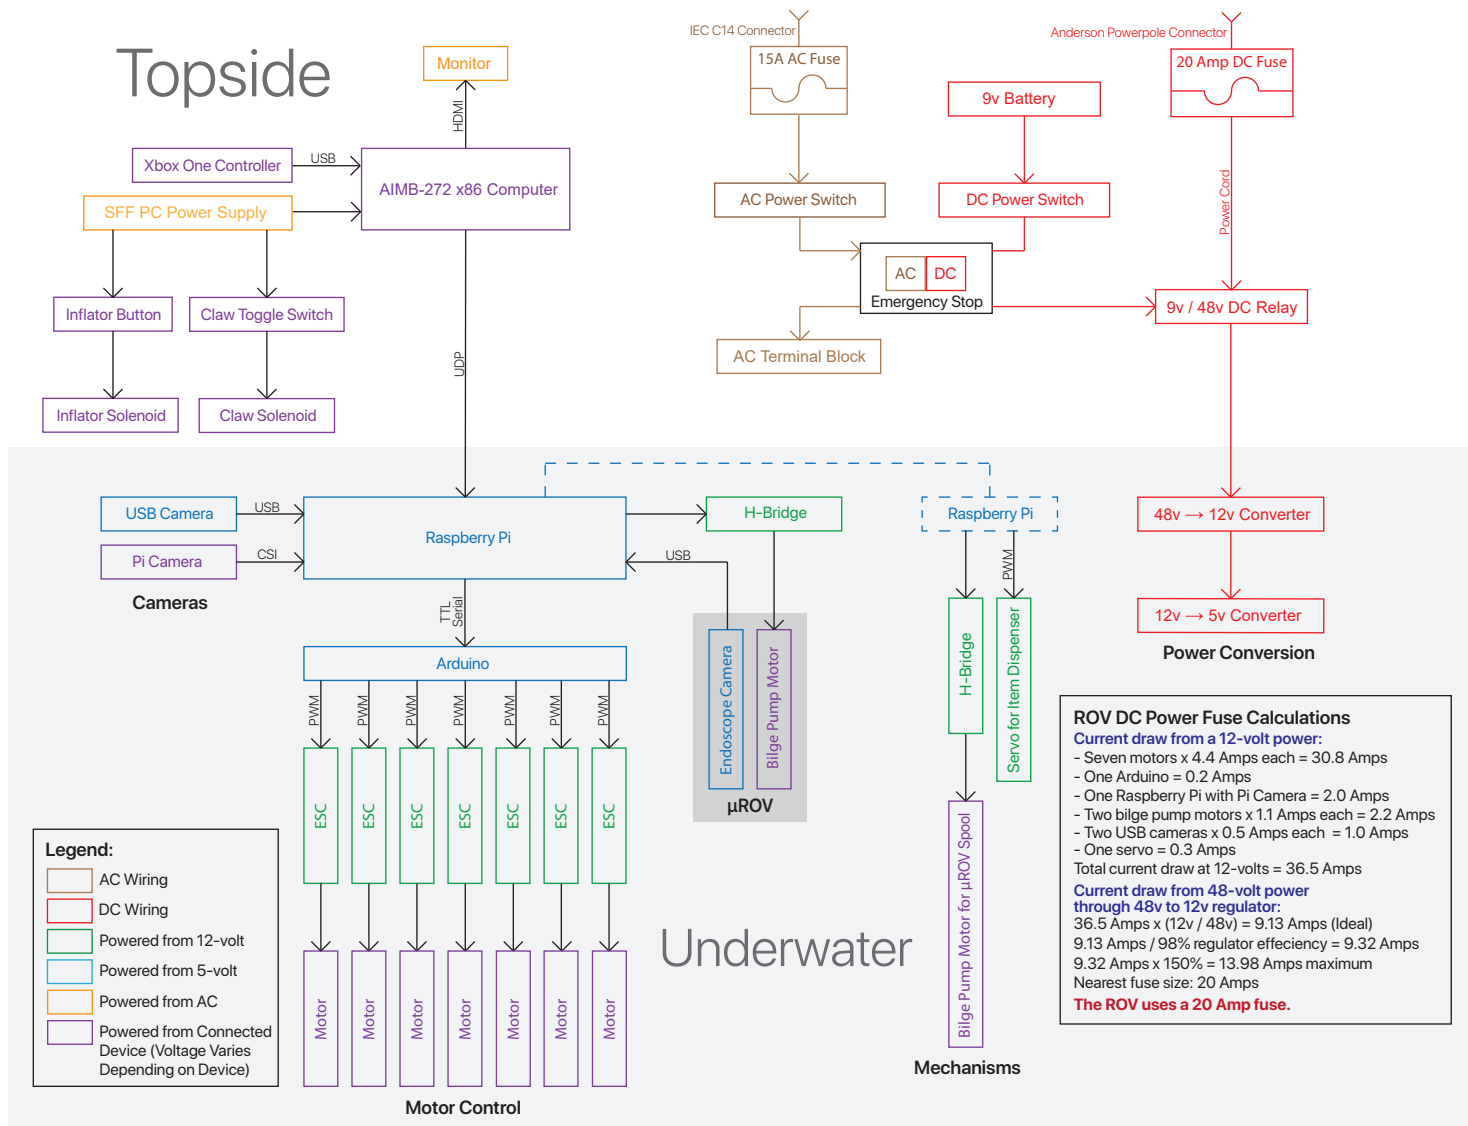 Topside
Monitor
HDMI
Xbox One Controller
USB
AIMB-272 x86 Computer
SFF PC Power Supply
Inflator Button
Claw Toggle Switch
Inflator Solenoid
Claw Solenoid
UDP
IEC C14 Connector
15A AC Fuse
9v Battery
Anderson Powerpole Connector
20 Amp DC Fuse
AC Power Switch
DC Power Switch
Power Cord
AC
DC
Emergency Stop
9v / 48v DC Relay
AC Terminal Block
USB Camera
USB
Pi Camera
CSI
Cameras
Raspberry Pi
H-Bridge
USB
Raspberry Pi
PWM
48v → 12v Converter
12v → 5v Converter
Power Conversion
TTL
Serial
Arduino
PWM
PWM
PWM
PWM
PWM
PWM
PWM
ESC
ESC
ESC
ESC
ESC
ESC
ESC
Motor
Motor
Motor
Motor
Motor
Motor
Motor
Motor Control
Endoscope Camera
Bilge Pump Motor
µROV
H-Bridge
Servo for Item Dispenser
Bilge Pump Motor for µROV Spool
Mechanisms
Underwater
Legend:
AC Wiring
DC Wiring
Powered from 12-volt
Powered from 5-volt
Powered from AC
Powered from Connected
Device (Voltage Varies
Depending on Device)
ROV DC Power Fuse Calculations
Current draw from a 12-volt power:
- Seven motors x 4.4 Amps each = 30.8 Amps
- One Arduino = 0.2 Amps
- One Raspberry Pi with Pi Camera = 2.0 Amps
- Two bilge pump motors x 1.1 Amps each = 2.2 Amps
- Two USB cameras x 0.5 Amps each = 1.0 Amps
- One servo = 0.3 Amps
Total current draw at 12-volts = 36.5 Amps
Current draw from 48-volt power
through 48v to 12v regulator:
36.5 Amps x (12v / 48v) = 9.13 Amps (Ideal)
9.13 Amps / 98% regulator effeciency = 9.32 Amps
9.32 Amps x 150% = 13.98 Amps maximum
Nearest fuse size: 20 Amps
The ROV uses a 20 Amp fuse.